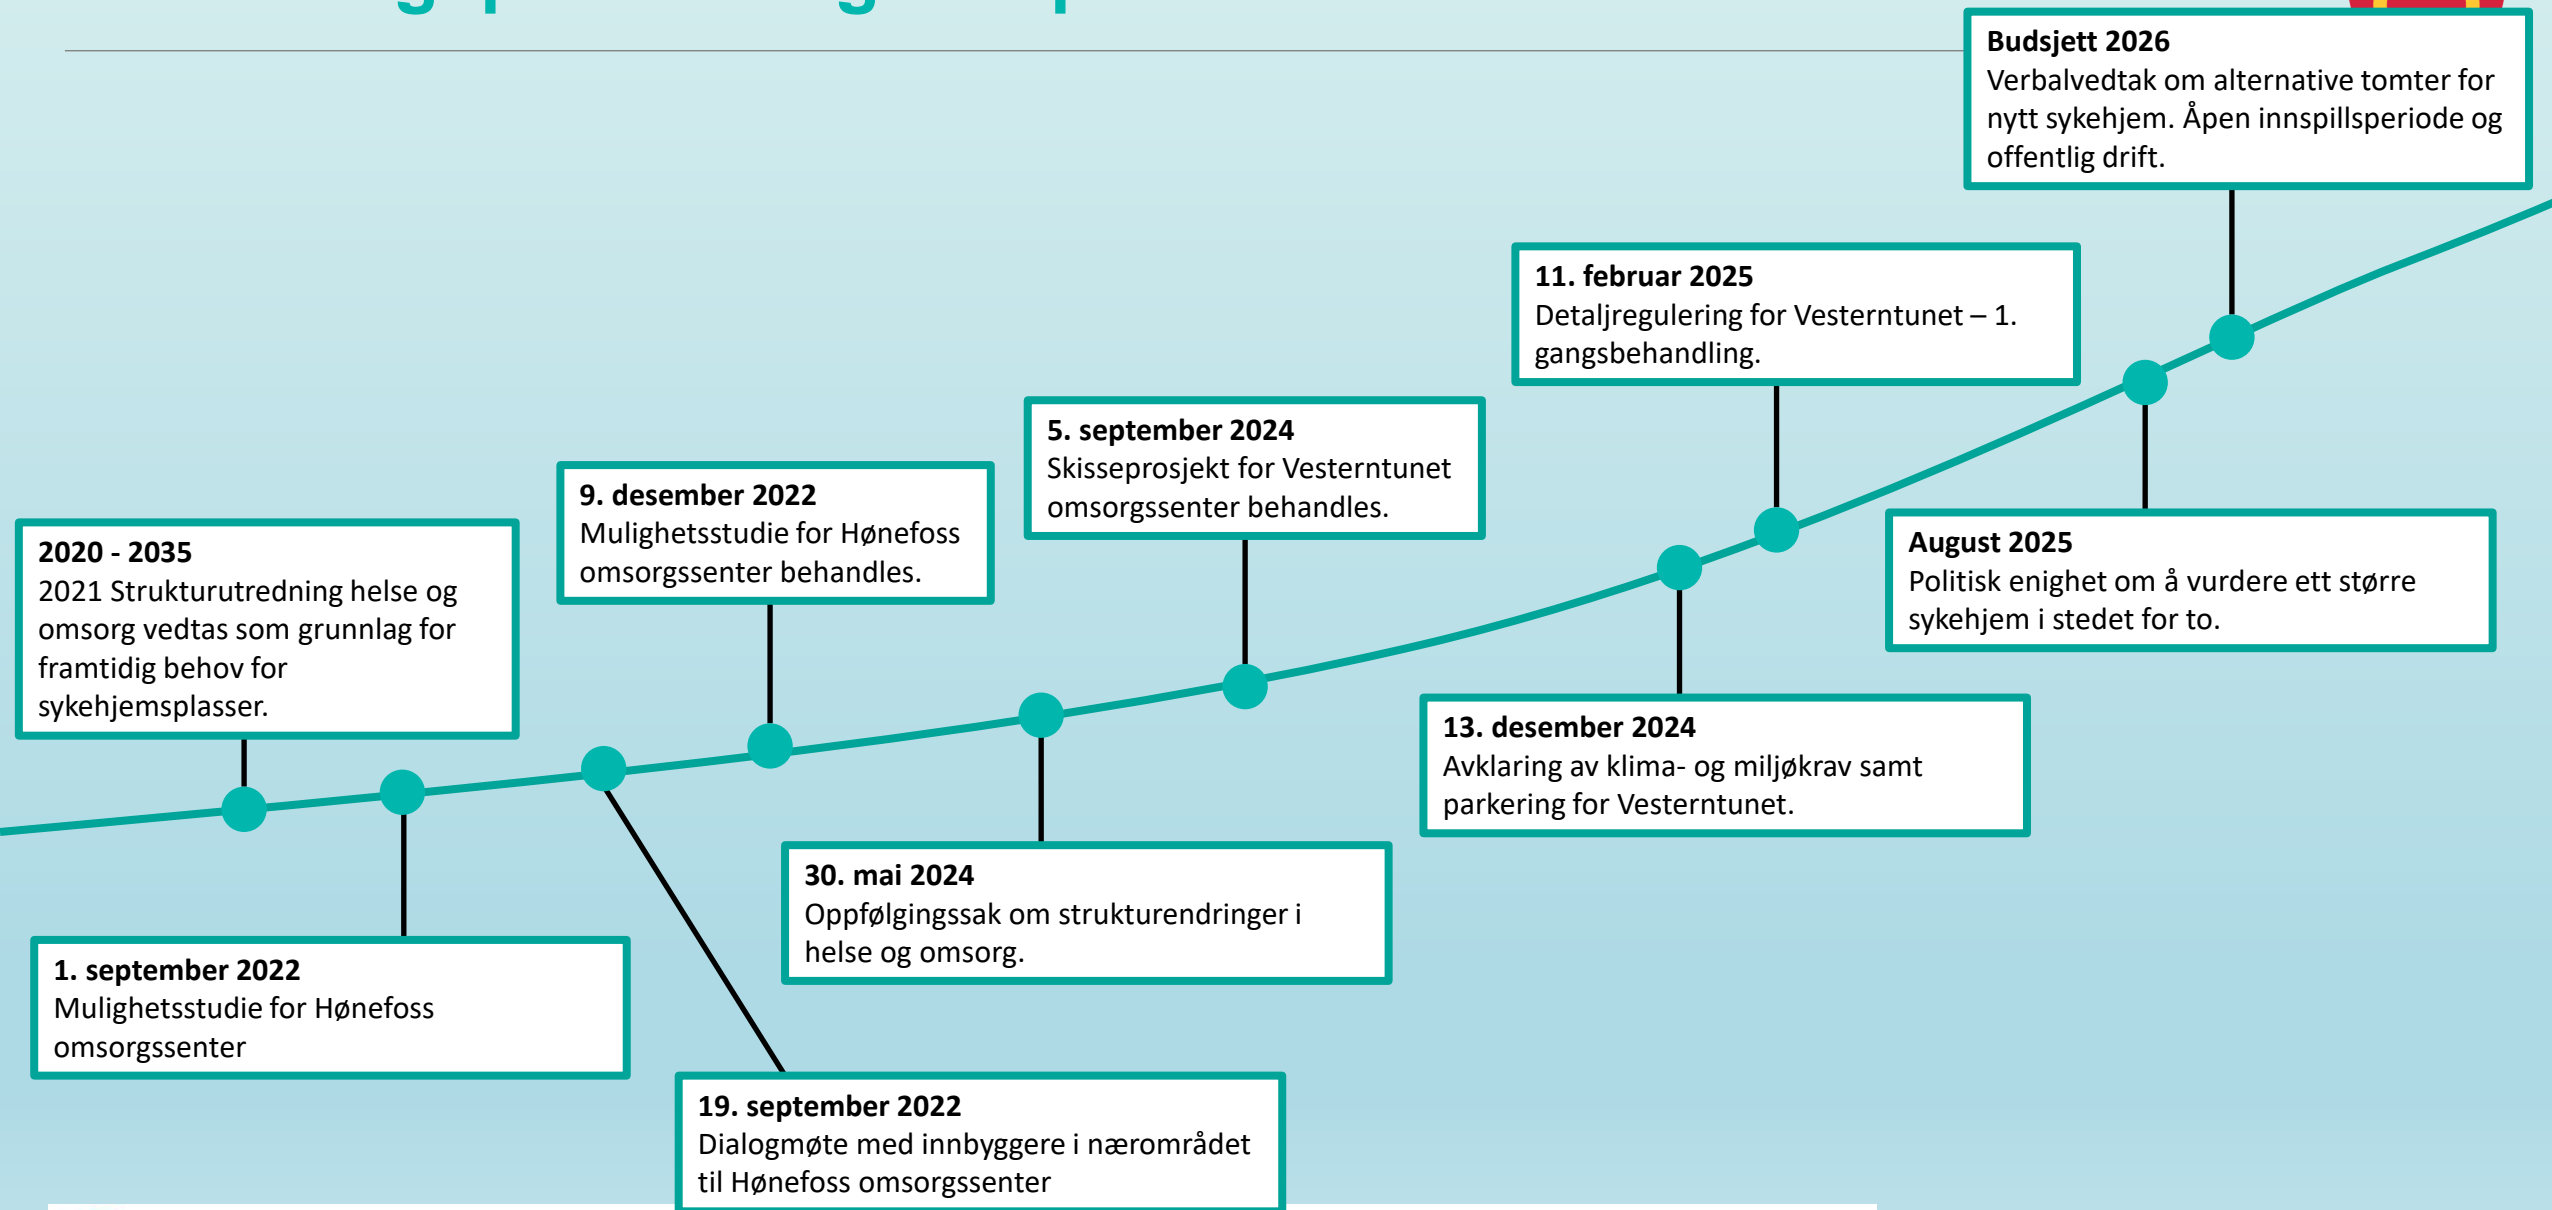 2020 - 2035
2021 Strukturutredning helse og
omsorg vedtas som grunnlag for
framtidig behov for
sykehjemsplasser.
1. september 2022
Mulighetsstudie for Hønefoss
omsorgssenter
19. september 2022
Dialogmøte med innbyggere i nærområdet
til Hønefoss omsorgssenter
9. desember 2022
Mulighetsstudie for Hønefoss
omsorgssenter behandles.
30. mai 2024
Oppfølgingssak om strukturendringer i
helse og omsorg.
5. september 2024
Skisseprosjekt for Vesterntunet
omsorgssenter behandles.
13. desember 2024
Avklaring av klima- og miljøkrav samt
parkering for Vesterntunet.
11. februar 2025
Detaljregulering for Vesterntunet – 1.
gangsbehandling.
August 2025
Politisk enighet om å vurdere ett større
sykehjem i stedet for to.
Budsjett 2026
Verbalvedtak om alternative tomter for
nytt sykehjem. Åpen innspillsperiode og
offentlig drift.